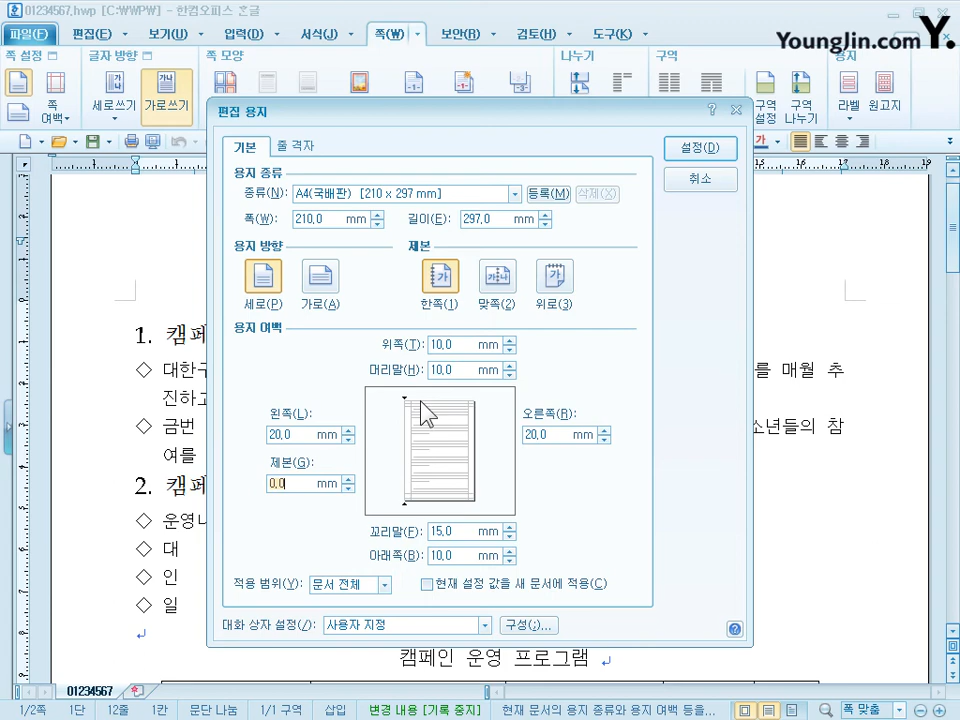 01234567.hwp [C:₩WP₩] - 한컴오피스 한글
파일(F) 편집(E) 보기(U) 입력(D) 서식(J) 쪽(W) 보안(R) 검토(H) 도구(K)
YoungJin.com Y.
쪽 설정 글자 방향 쪽 모양 나누기 구역 용지
쪽 여백 세로쓰기 가로쓰기 구역 설정 구역 나누기 라벨 원고지
편집 용지
기본 줄 격자
설정(D)
취소
용지 종류
종류(N): A4(국배판) [210 x 297 mm] 등록(M) 삭제(X)
폭(W): 210.0 mm 길이(E): 297.0 mm
용지 방향 제본
세로(P) 가로(A) 한쪽(1) 맞쪽(2) 위로(3)
용지 여백
위쪽(T): 10.0 mm
머리말(H): 10.0 mm
왼쪽(L): 오른쪽(R):
20.0 mm 20.0 mm
제본(G):
0.0 mm
꼬리말(F): 15.0 mm
아래쪽(B): 10.0 mm
적용 범위(Y): 문서 전체 현재 설정 값을 새 문서에 적용(C)
대화 상자 설정(/): 사용자 지정 구성(;)...
1. 캠페
◇ 대한 를 매월 추
진하고
◇ 금번 소년들의 참
여를
2. 캠페
◇ 운영
◇ 대
◇ 인
◇ 일
캠페인 운영 프로그램
01234567
1/2쪽 1단 12줄 1칸 문단 나눔 1/1 구역 삽입 변경 내용 [기록 중지] 현재 문서의 용지 종류와 용지 여백 등을... 폭 맞춤